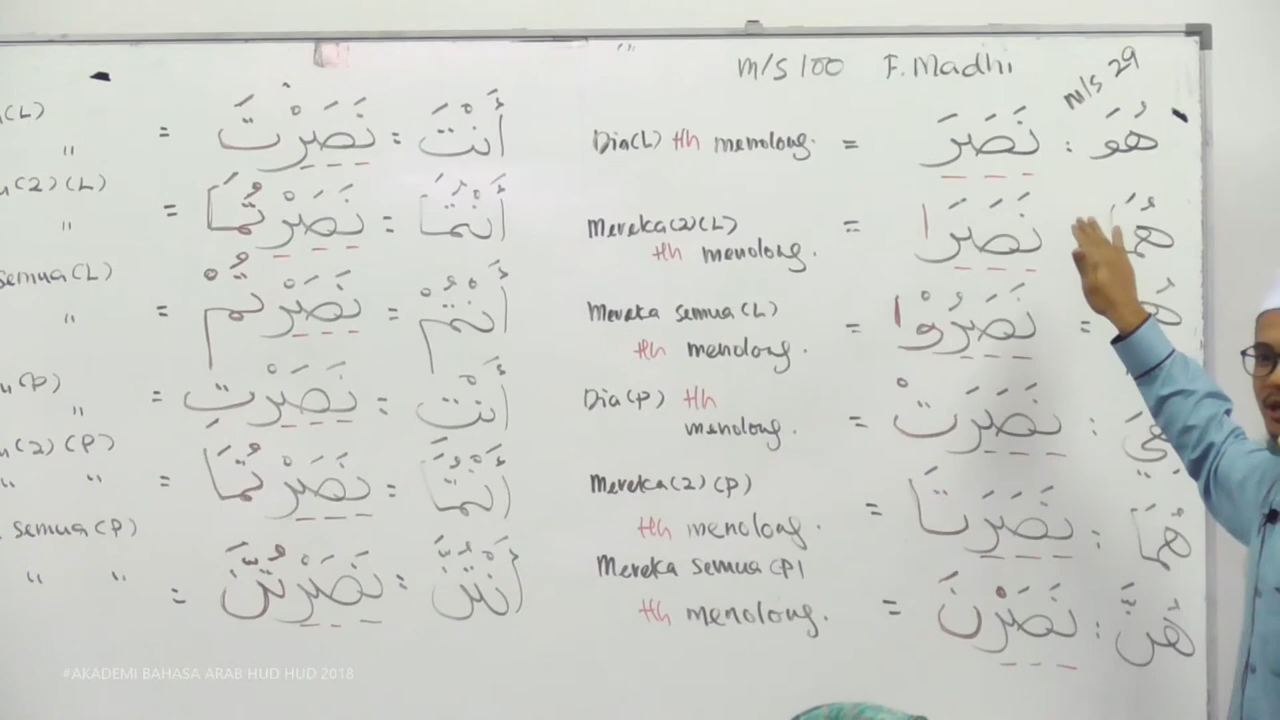 m/s 100 F. Madhi
m/s 29
هُوَ : نَصَرَ = Dia(L) tlh menolong.
هُمَا نَصَرَا = Mereka(2)(L)
tlh menolong.
= نَصَرُوْا = Mereka semua(L)
tlh menolong.
هِيَ : نَصَرَتْ = Dia(P) tlh
menolong.
هُمَا : نَصَرَتَا = Mereka(2)(P)
tlh menolong.
هُنَّ : نَصَرْنَ = Mereka semua(P)
tlh menolong.
أَنْتَ : نَصَرْتَ = (L)
"
أَنْتُمَا : نَصَرْتُمَا = (2)(L)
"
أَنْتُمْ = نَصَرْتُمْ = semua(L)
"
أَنْتِ : نَصَرْتِ = (P)
"
أَنْتُمَا : نَصَرْتُمَا = (2)(P)
" "
أَنْتُنَّ : نَصَرْتُنَّ = semua(P)
" "
#AKADEMI BAHASA ARAB HUD HUD 2018